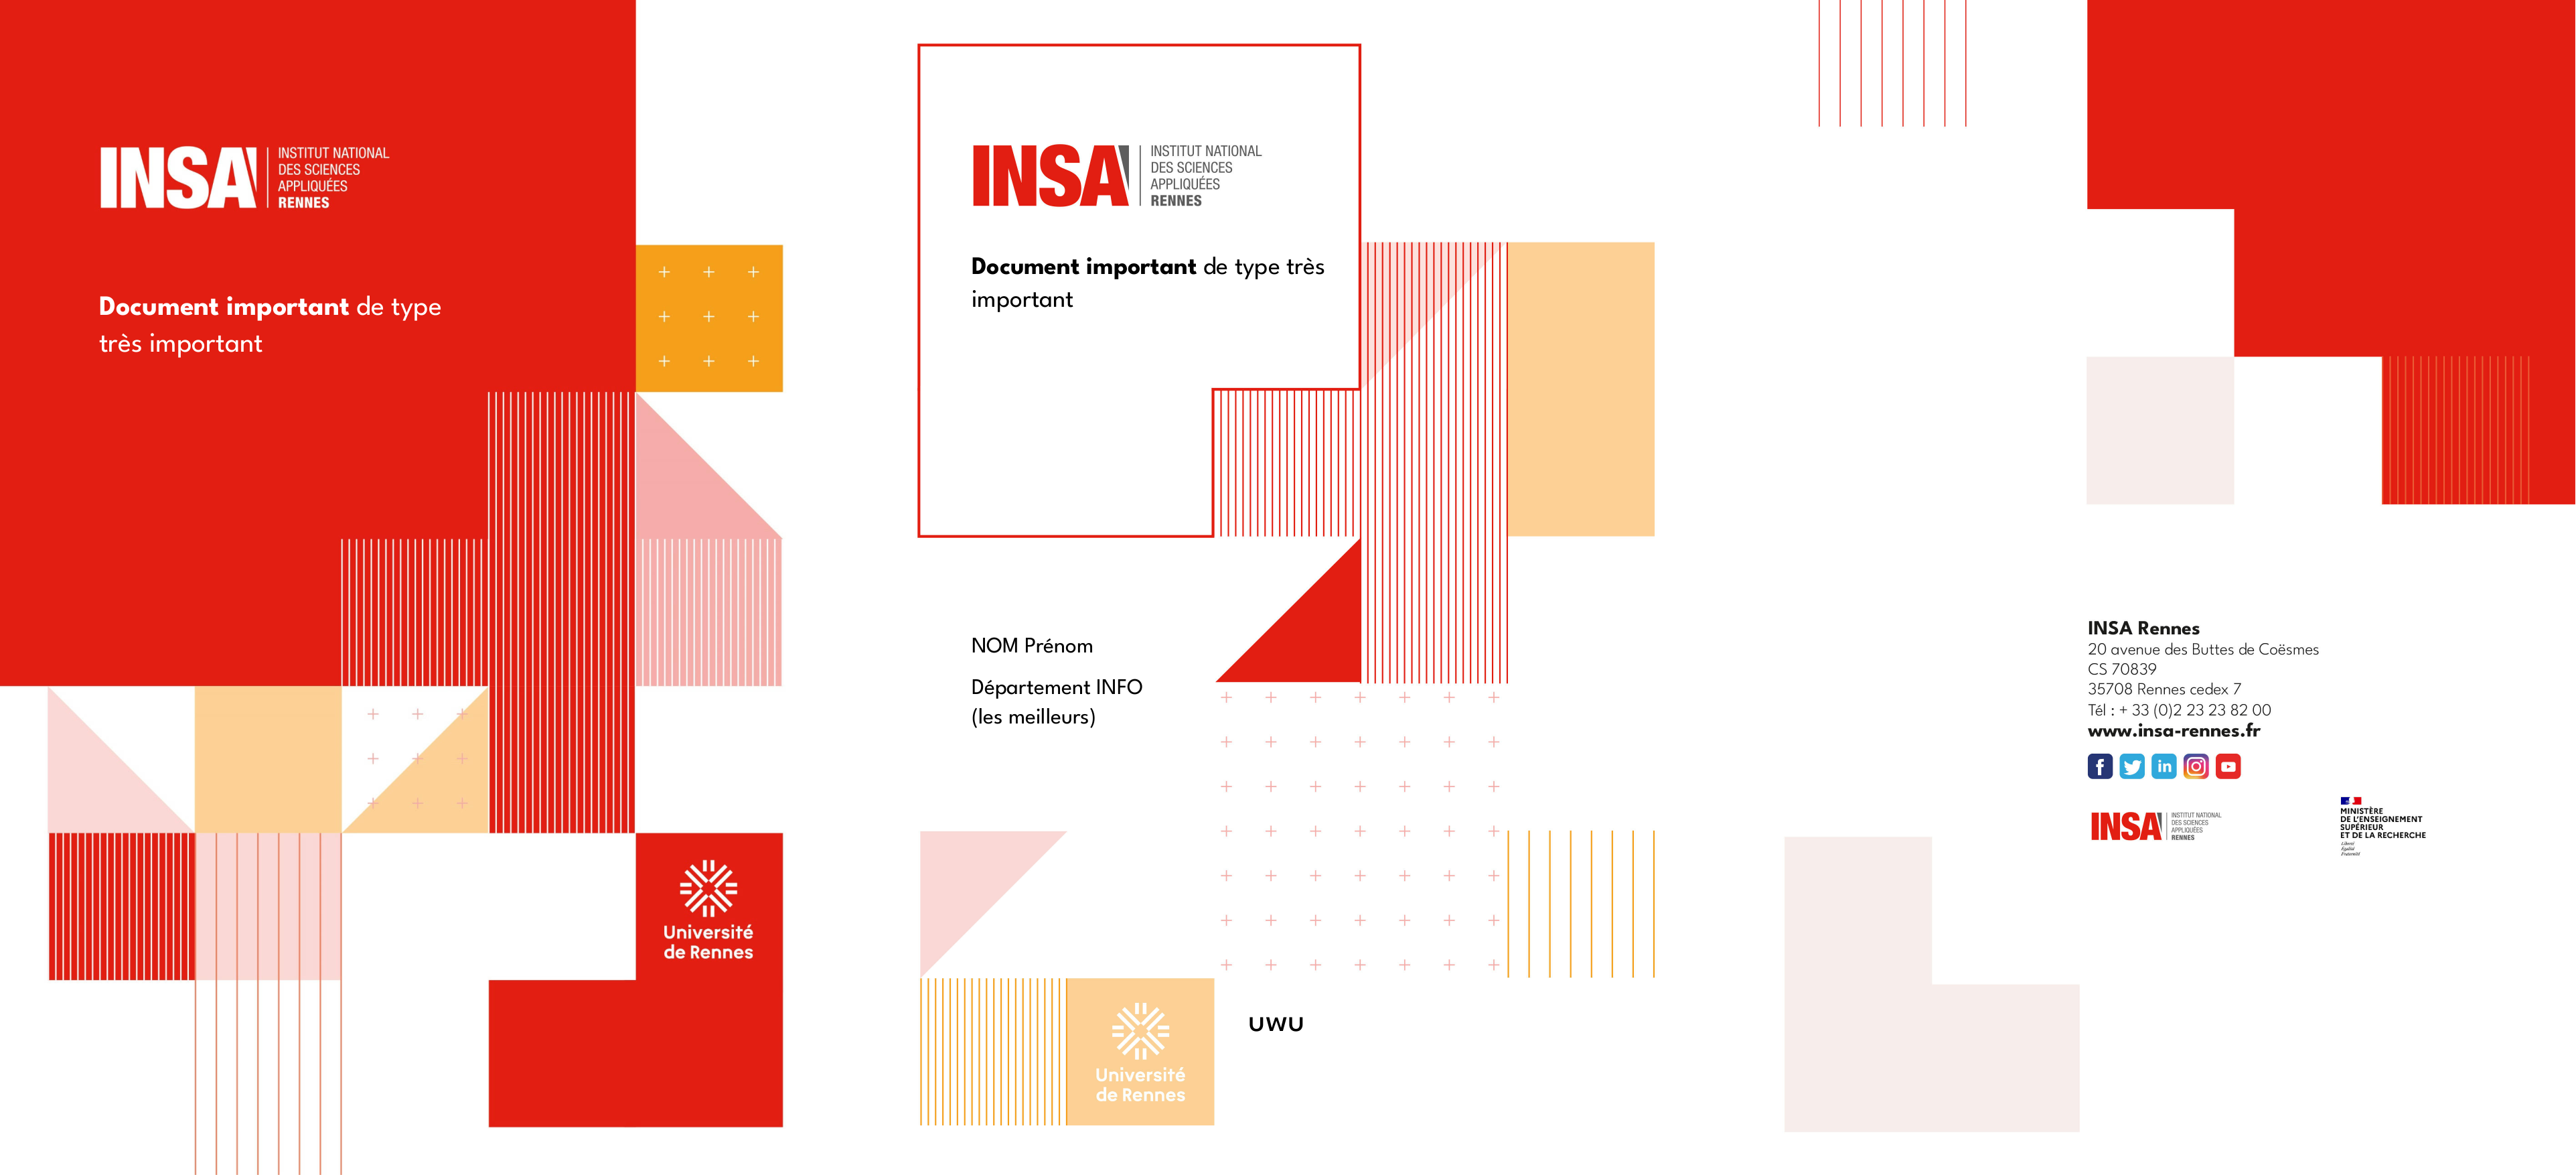 INSA
INSTITUT NATIONAL
DES SCIENCES
APPLIQUÉES
RENNES
Document important de type
très important
Université
de Rennes
INSA
INSTITUT NATIONAL
DES SCIENCES
APPLIQUÉES
RENNES
Document important de type très
important
NOM Prénom
Département INFO
(les meilleurs)
Université
de Rennes
UWU
INSA Rennes
20 avenue des Buttes de Coësmes
CS 70839
35708 Rennes cedex 7
Tél : + 33 (0)2 23 23 82 00
www.insa-rennes.fr
INSA
INSTITUT NATIONAL
DES SCIENCES
APPLIQUÉES
RENNES
MINISTÈRE
DE L'ENSEIGNEMENT
SUPÉRIEUR
ET DE LA RECHERCHE
Liberté
Égalité
Fraternité